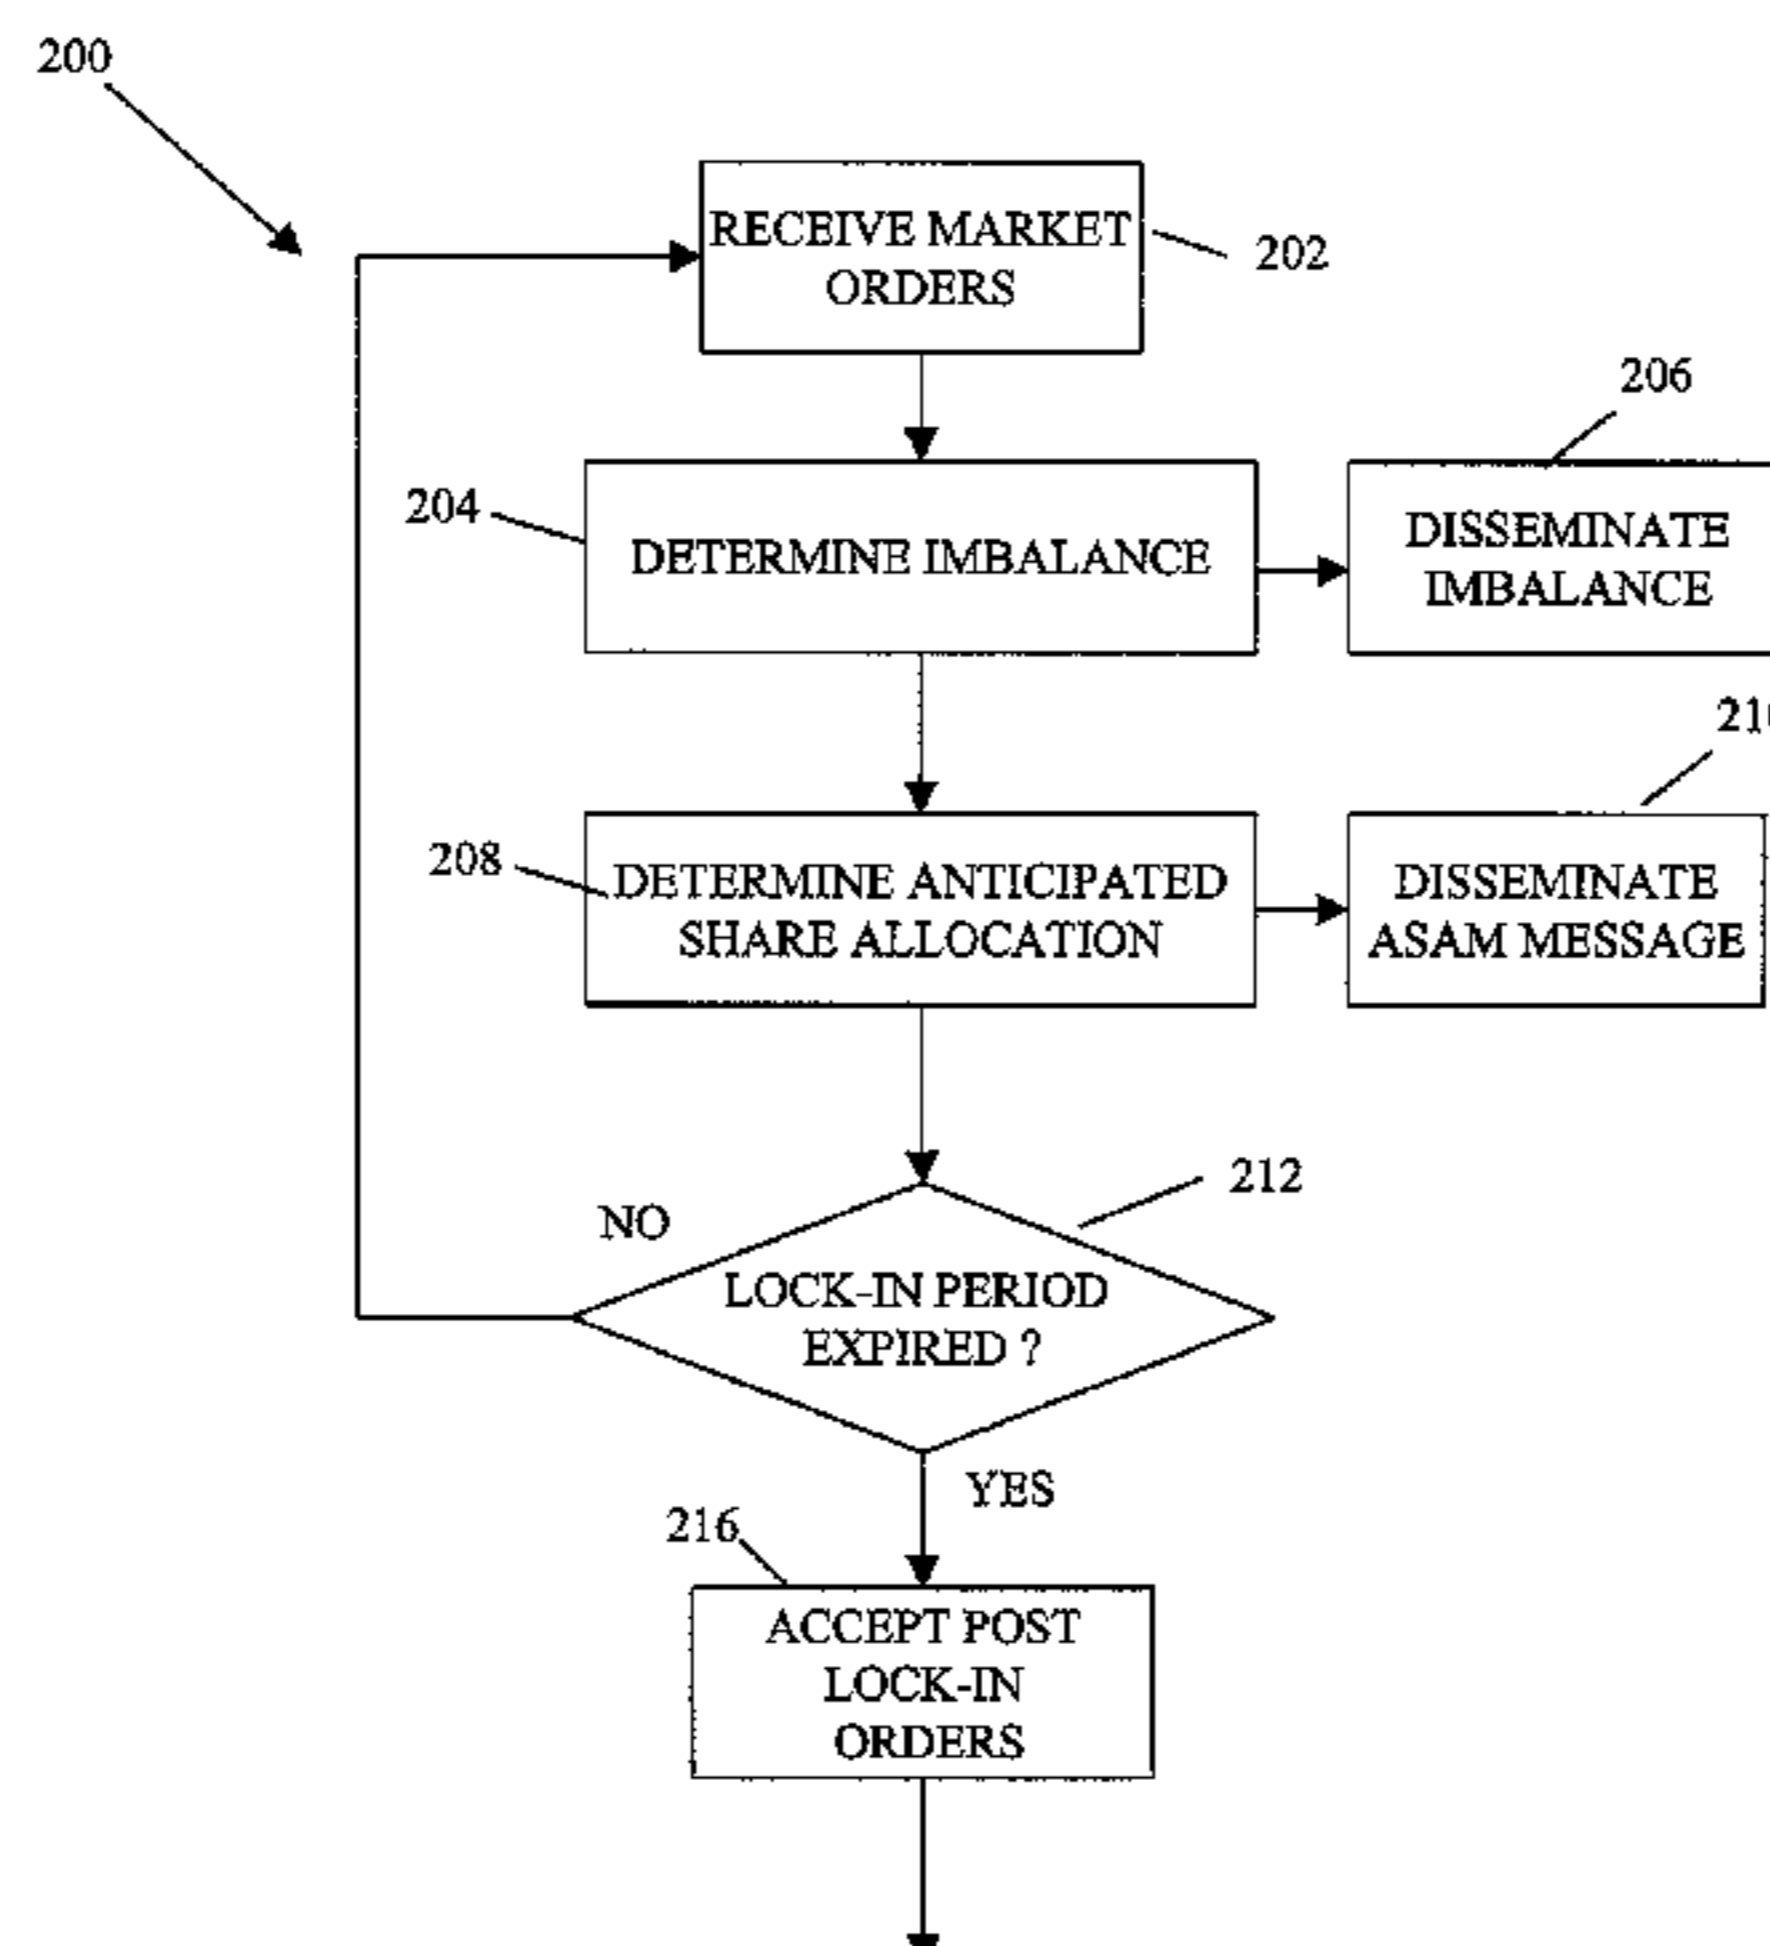 200
RECEIVE MARKET
ORDERS
202
206
204
DETERMINE IMBALANCE
DISSEMINATE
IMBALANCE
208
DETERMINE ANTICIPATED
SHARE ALLOCATION
DISSEMINATE
ASAM MESSAGE
212
NO
LOCK-IN PERIOD
EXPIRED ?
YES
216
ACCEPT POST
LOCK-IN
ORDERS